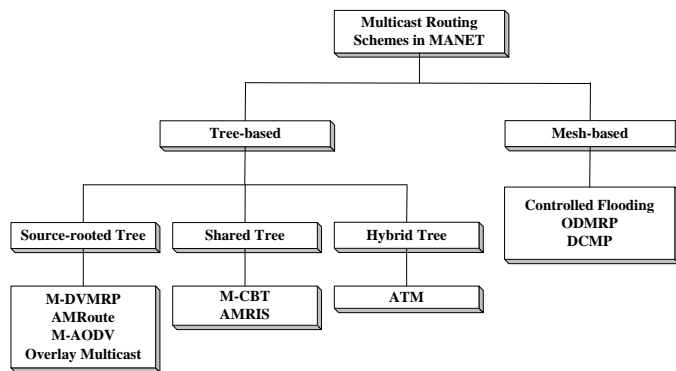 Multicast Routing
Schemes in MANET
Tree-based
Mesh-based
Source-rooted Tree
Shared Tree
Hybrid Tree
Controlled Flooding
ODMRP
DCMP
M-DVMRP
AMRoute
M-AODV
Overlay Multicast
M-CBT
AMRIS
ATM